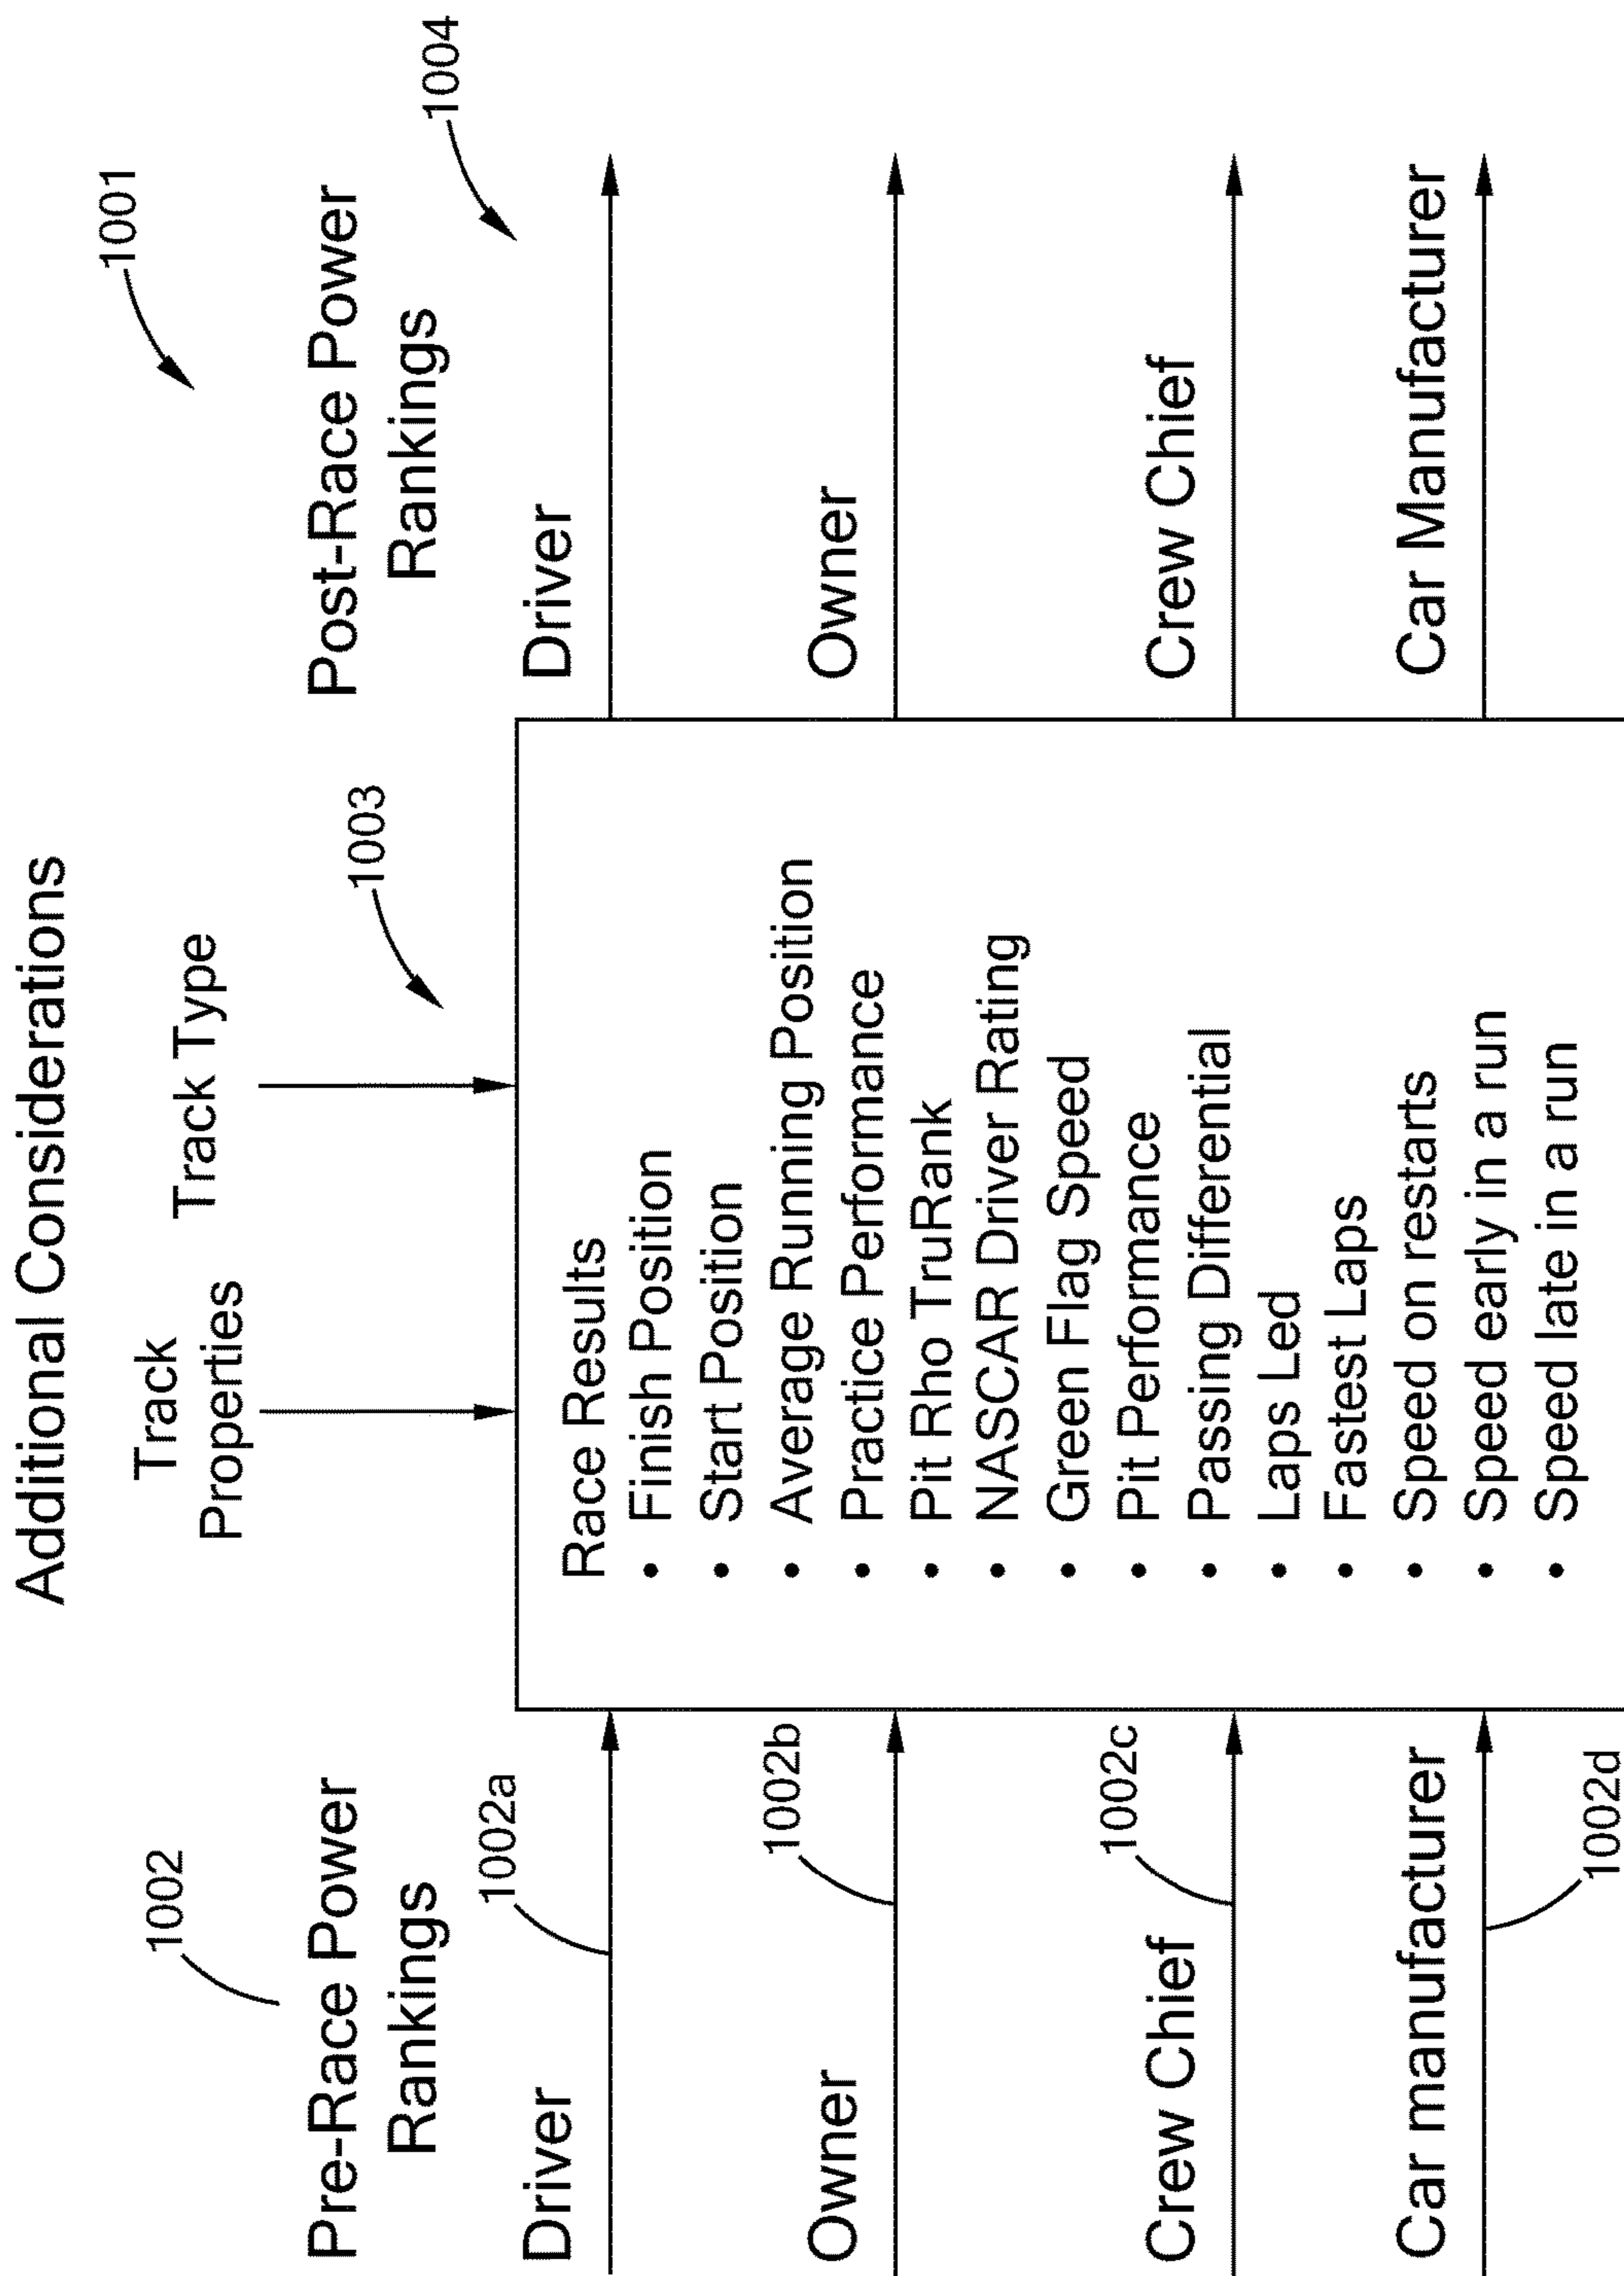 Additional Considerations
Track
Properties
Track Type
1001
1002
Pre-Race Power
Rankings
1003
Post-Race Power
Rankings
1004
Driver
1002a
Owner
1002b
Crew Chief
1002c
Car manufacturer
1002d
Race Results
• Finish Position
• Start Position
• Average Running Position
• Practice Performance
• Pit Rho TruRank
• NASCAR Driver Rating
• Green Flag Speed
• Pit Performance
• Passing Differential
• Laps Led
• Fastest Laps
• Speed on restarts
• Speed early in a run
• Speed late in a run
Driver
Owner
Crew Chief
Car Manufacturer